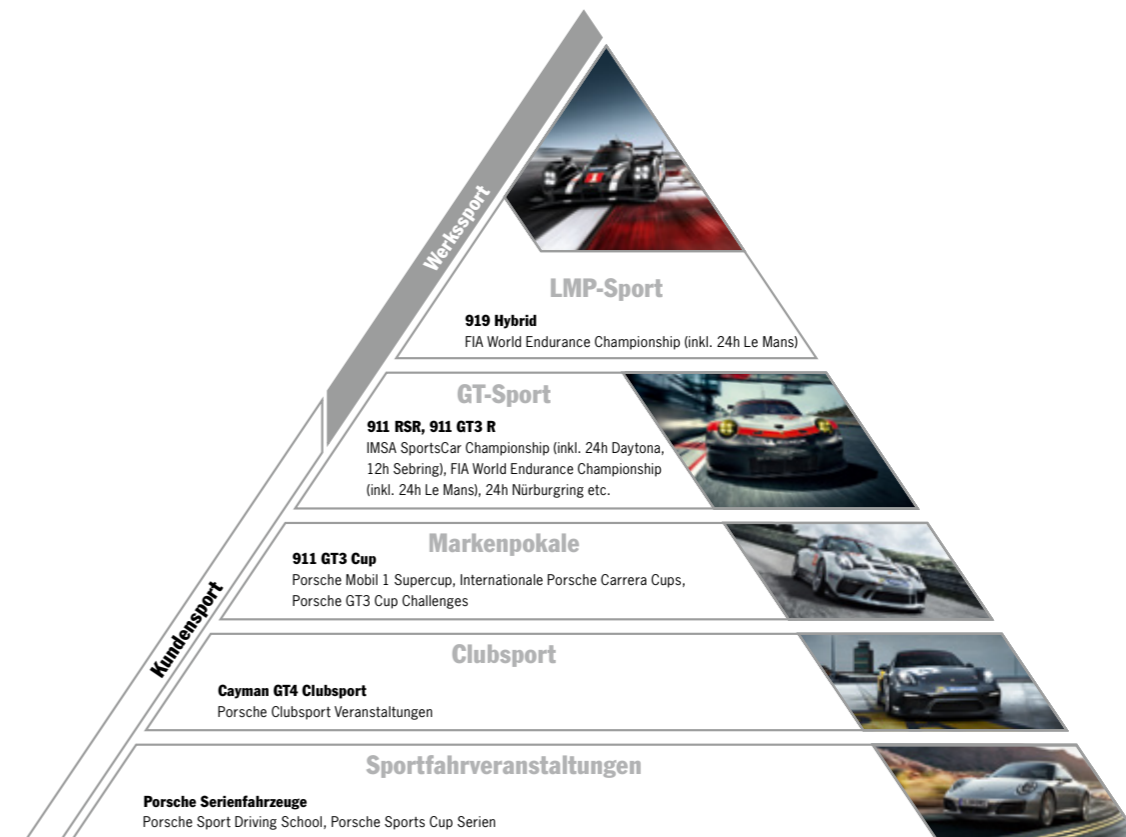 Werkssport
LMP-Sport
919 Hybrid
FIA World Endurance Championship (inkl. 24h Le Mans)
GT-Sport
911 RSR, 911 GT3 R
IMSA SportsCar Championship (inkl. 24h Daytona,
12h Sebring), FIA World Endurance Championship
(inkl. 24h Le Mans), 24h Nürburgring etc.
Markenpokale
911 GT3 Cup
Porsche Mobil 1 Supercup, Internationale Porsche Carrera Cups,
Porsche GT3 Cup Challenges
Kundensport
Clubsport
Cayman GT4 Clubsport
Porsche Clubsport Veranstaltungen
Sportfahrveranstaltungen
Porsche Serienfahrzeuge
Porsche Sport Driving School, Porsche Sports Cup Serien